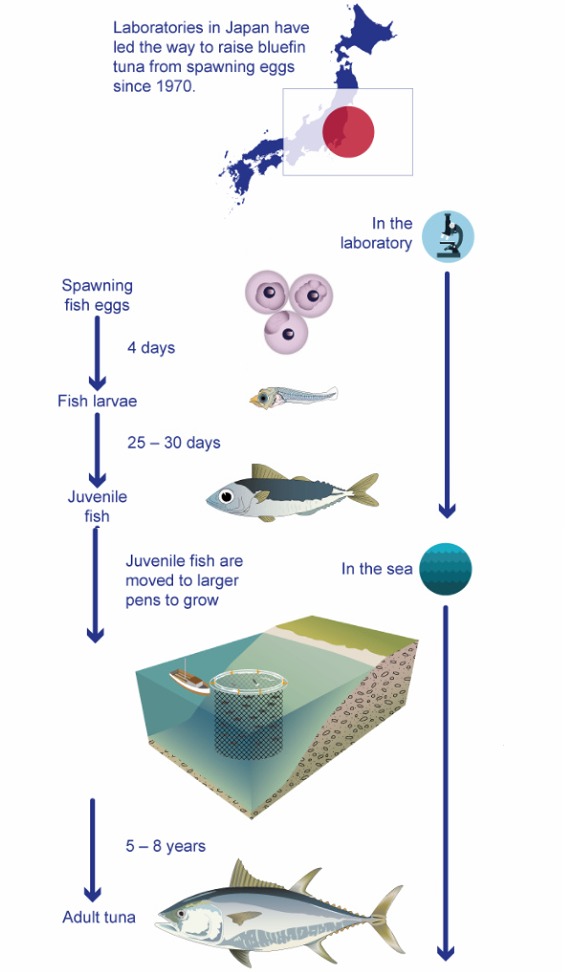 Laboratories in Japan have
led the way to raise bluefin
tuna from spawning eggs
since 1970.
In the
laboratory
Spawning
fish eggs
4 days
Fish larvae
25 – 30 days
Juvenile
fish
Juvenile fish are
moved to larger
pens to grow
In the sea
5 – 8 years
Adult tuna